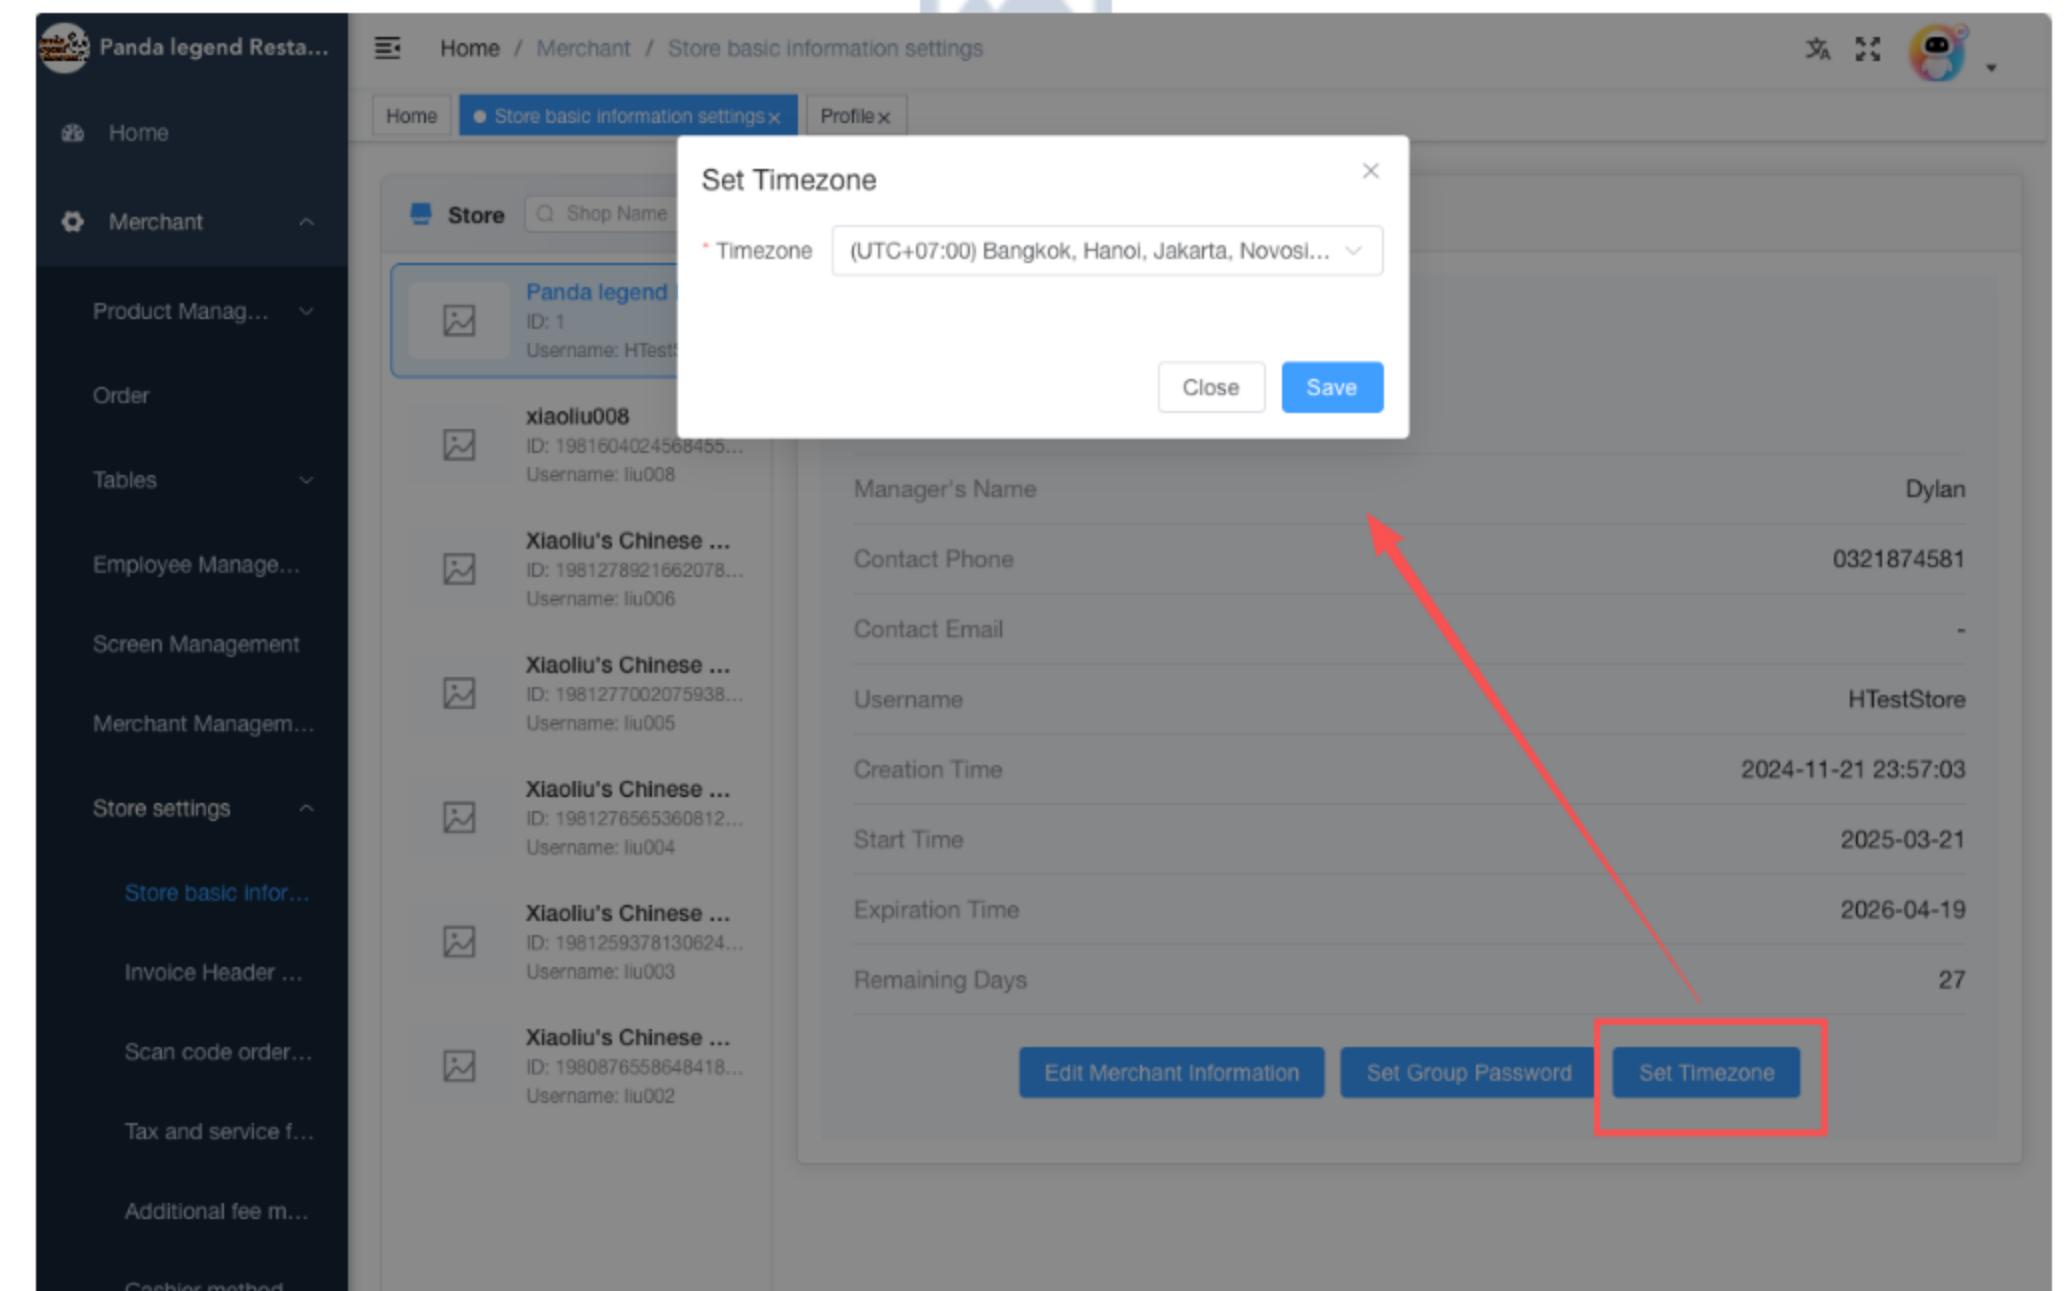 Panda legend Resta...
Home / Merchant / Store basic information settings
Home
Store basic information settings
Profile
Home
Merchant
Product Manag...
Order
Tables
Employee Manage...
Screen Management
Merchant Managem...
Store settings
Store basic infor...
Invoice Header ...
Scan code order...
Tax and service f...
Additional fee m...
Cashier method
Store
Shop Name
Panda legend
ID: 1
Username: HTest
xiaoliu008
ID: 1981604024568455...
Username: liu008
Xiaoliu's Chinese ...
ID: 1981278921662078...
Username: liu006
Xiaoliu's Chinese ...
ID: 1981277002075938...
Username: liu005
Xiaoliu's Chinese ...
ID: 1981276565360812...
Username: liu004
Xiaoliu's Chinese ...
ID: 1981259378130624...
Username: liu003
Xiaoliu's Chinese ...
ID: 1980876558648418...
Username: liu002
Set Timezone
* Timezone (UTC+07:00) Bangkok, Hanoi, Jakarta, Novosi...
Close Save
Manager's Name Dylan
Contact Phone 0321874581
Contact Email -
Username HTestStore
Creation Time 2024-11-21 23:57:03
Start Time 2025-03-21
Expiration Time 2026-04-19
Remaining Days 27
Edit Merchant Information Set Group Password Set Timezone